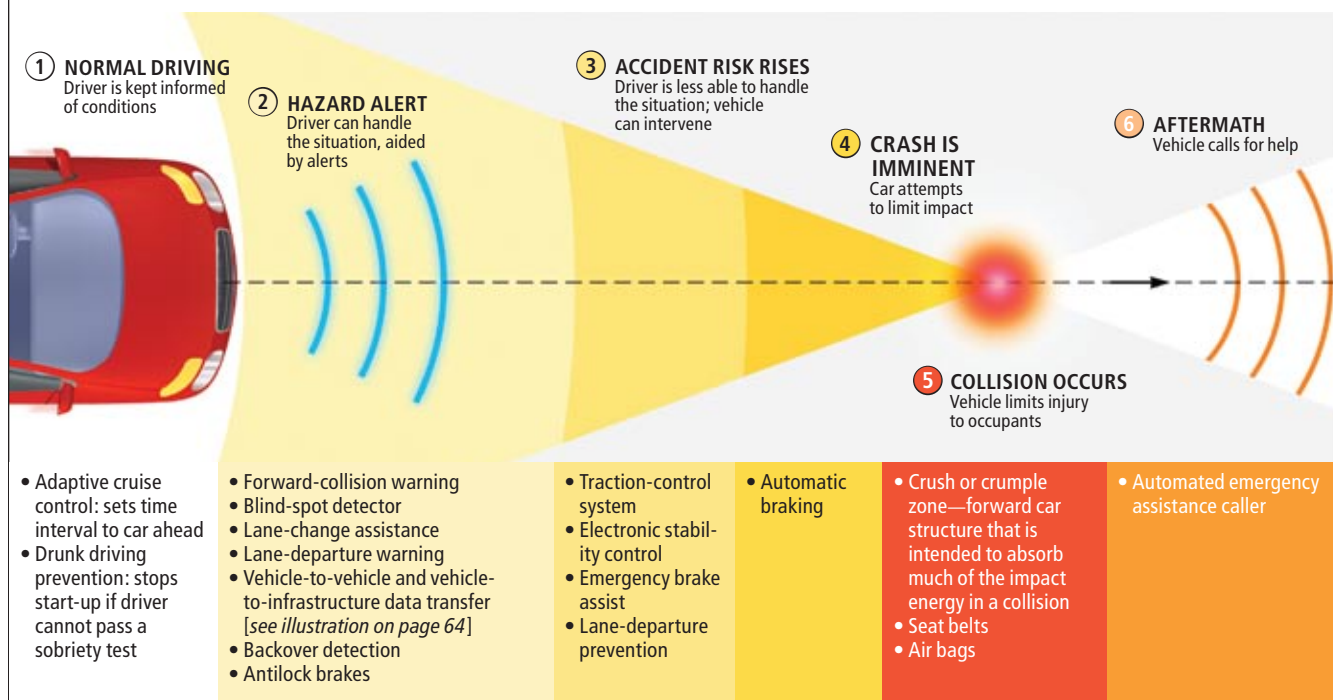 1 NORMAL DRIVING
Driver is kept informed
of conditions
2 HAZARD ALERT
Driver can handle
the situation, aided
by alerts
3 ACCIDENT RISK RISES
Driver is less able to handle
the situation; vehicle
can intervene
4 CRASH IS
IMMINENT
Car attempts
to limit impact
5 COLLISION OCCURS
Vehicle limits injury
to occupants
6 AFTERMATH
Vehicle calls for help
• Adaptive cruise
control: sets time
interval to car ahead
• Drunk driving
prevention: stops
start-up if driver
cannot pass a
sobriety test
• Forward-collision warning
• Blind-spot detector
• Lane-change assistance
• Lane-departure warning
• Vehicle-to-vehicle and vehicle-
to-infrastructure data transfer
[see illustration on page 64]
• Backover detection
• Antilock brakes
• Traction-control
system
• Electronic stabil-
ity control
• Emergency brake
assist
• Lane-departure
prevention
• Automatic
braking
• Crush or crumple
zone—forward car
structure that is
intended to absorb
much of the impact
energy in a collision
• Seat belts
• Air bags
• Automated emergency
assistance caller